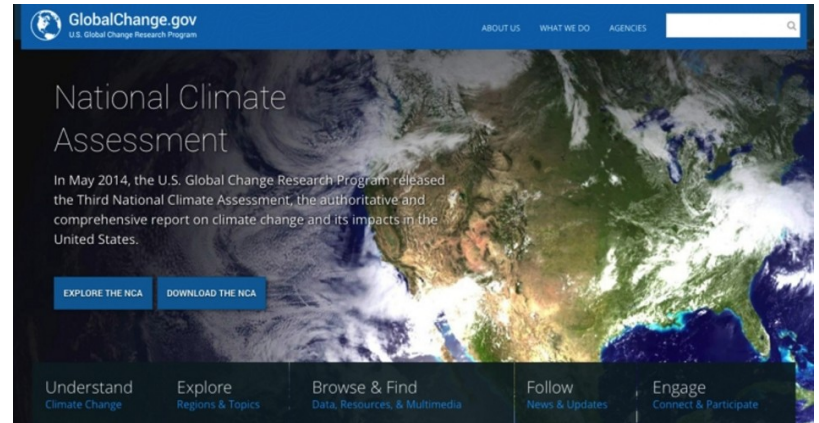 GlobalChange.gov
U.S. Global Change Research Program
ABOUT US WHAT WE DO AGENCIES
National Climate
Assessment
In May 2014, the U.S. Global Change Research Program released
the Third National Climate Assessment, the authoritative and
comprehensive report on climate change and its impacts in the
United States.
EXPLORE THE NCA DOWNLOAD THE NCA
Understand Explore Browse & Find Follow Engage
Climate Change Regions & Topics Data, Resources, & Multimedia News & Updates Connect & Participate